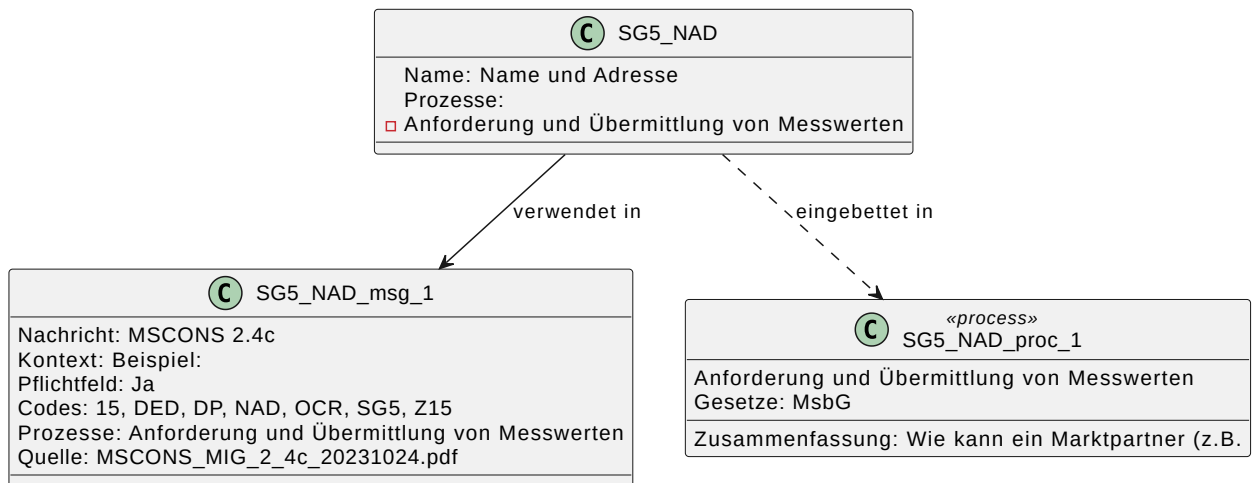 C SG5_NAD
Name: Name und Adresse
Prozesse:
Anforderung und Übermittlung von Messwerten
verwendet in
eingebettet in
C SG5_NAD_msg_1
Nachricht: MSCONS 2.4c
Kontext: Beispiel:
Pflichtfeld: Ja
Codes: 15, DED, DP, NAD, OCR, SG5, Z15
Prozesse: Anforderung und Übermittlung von Messwerten
Quelle: MSCONS_MIG_2_4c_20231024.pdf
«process»
C SG5_NAD_proc_1
Anforderung und Übermittlung von Messwerten
Gesetze: MsbG
Zusammenfassung: Wie kann ein Marktpartner (z.B.